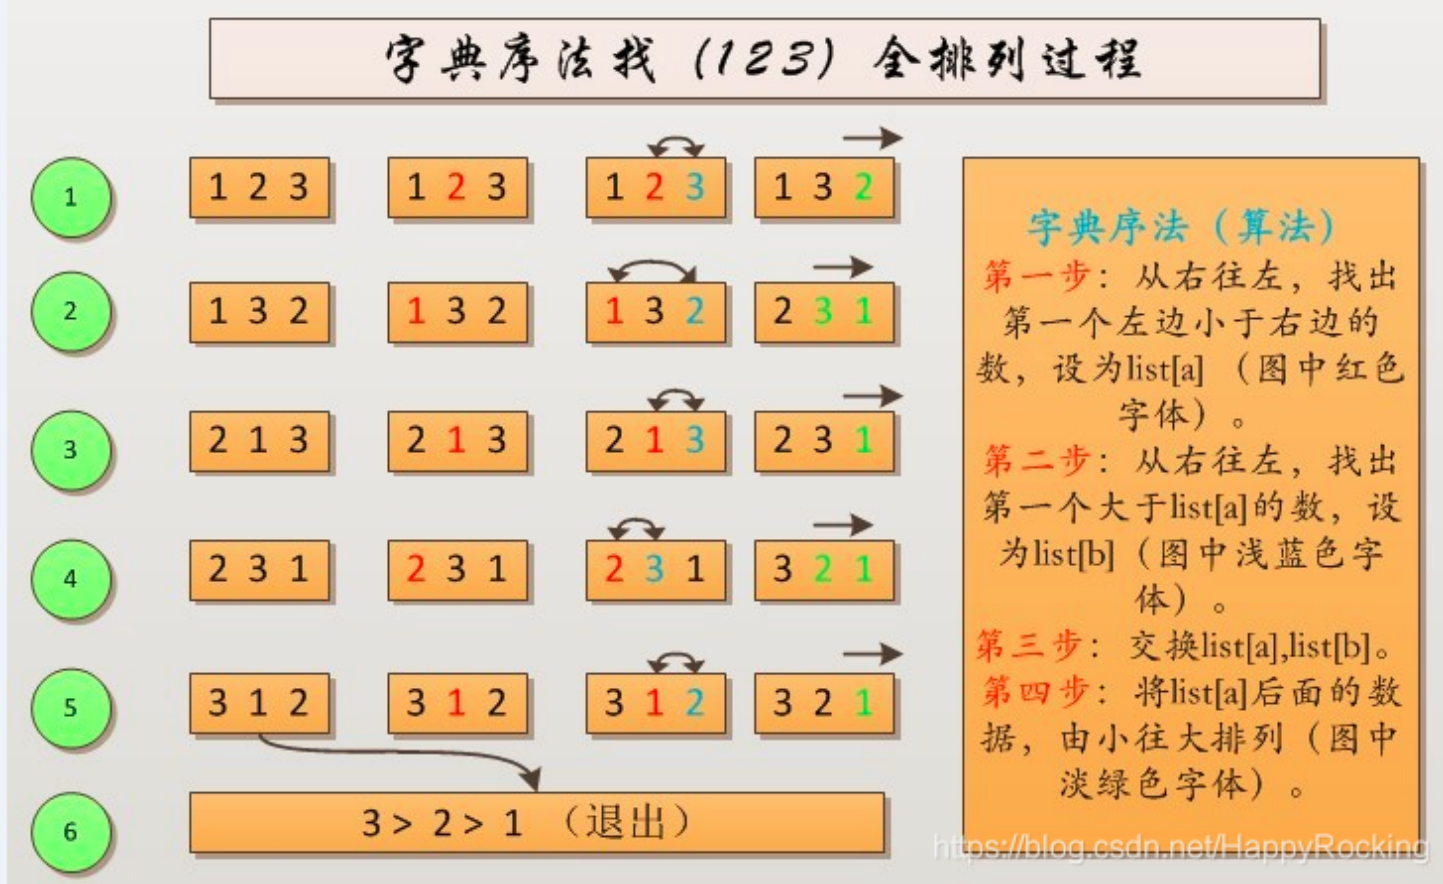 字典序法找（123）全排列过程
1
1 2 3
1 2 3
1 2 3
1 3 2
2
1 3 2
1 3 2
1 3 2
2 3 1
3
2 1 3
2 1 3
2 1 3
2 3 1
4
2 3 1
2 3 1
2 3 1
3 2 1
5
3 1 2
3 1 2
3 1 2
3 2 1
6
3 > 2 > 1 （退出）
字典序法（算法）
第一步：从右往左，找出
第一个左边小于右边的
数，设为list[a]（图中红色
字体）。
第二步：从右往左，找出
第一个大于list[a]的数，设
为list[b]（图中浅蓝色字
体）。
第三步：交换list[a],list[b]。
第四步：将list[a]后面的数
据，由小往大排列（图中
淡绿色字体）。
https://blog.csdn.net/HappyRocking